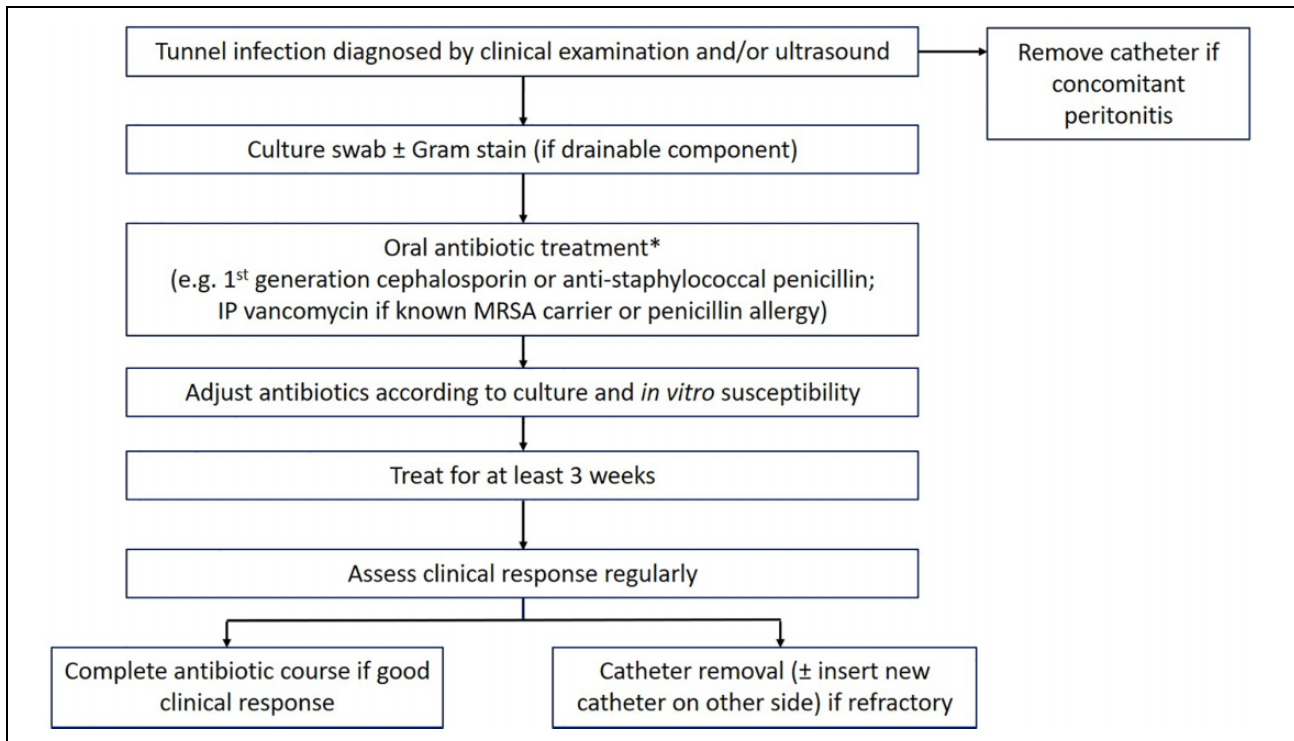 Tunnel infection diagnosed by clinical examination and/or ultrasound
Remove catheter if
concomitant
peritonitis
Culture swab ± Gram stain (if drainable component)
Oral antibiotic treatment*
(e.g. 1st generation cephalosporin or anti-staphylococcal penicillin;
IP vancomycin if known MRSA carrier or penicillin allergy)
Adjust antibiotics according to culture and in vitro susceptibility
Treat for at least 3 weeks
Assess clinical response regularly
Complete antibiotic course if good
clinical response
Catheter removal (± insert new
catheter on other side) if refractory